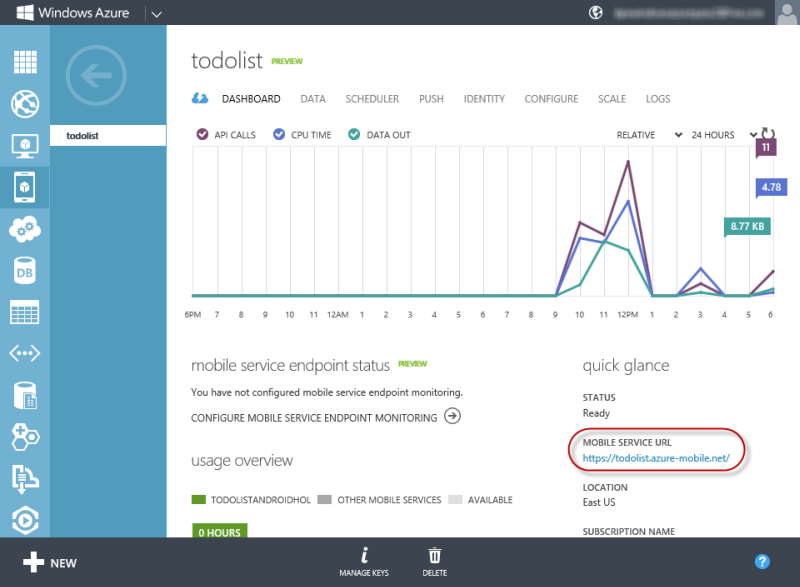 Windows Azure
todolist PREVIEW
DASHBOARD DATA SCHEDULER PUSH IDENTITY CONFIGURE SCALE LOGS
todolist
API CALLS CPU TIME DATA OUT RELATIVE 24 HOURS
11
4.78
8.77 KB
6PM 7 8 9 10 11 12AM 1 2 3 4 5 6 7 8 9 10 11 12PM 1 2 3 4 5 6
mobile service endpoint status PREVIEW
You have not configured mobile service endpoint monitoring.
CONFIGURE MOBILE SERVICE ENDPOINT MONITORING
usage overview
TODOLISTANDROIDHOL OTHER MOBILE SERVICES AVAILABLE
0 HOURS
quick glance
STATUS
Ready
MOBILE SERVICE URL
https://todolist.azure-mobile.net/
LOCATION
East US
SUBSCRIPTION NAME
DB
NEW
MANAGE KEYS
DELETE
?